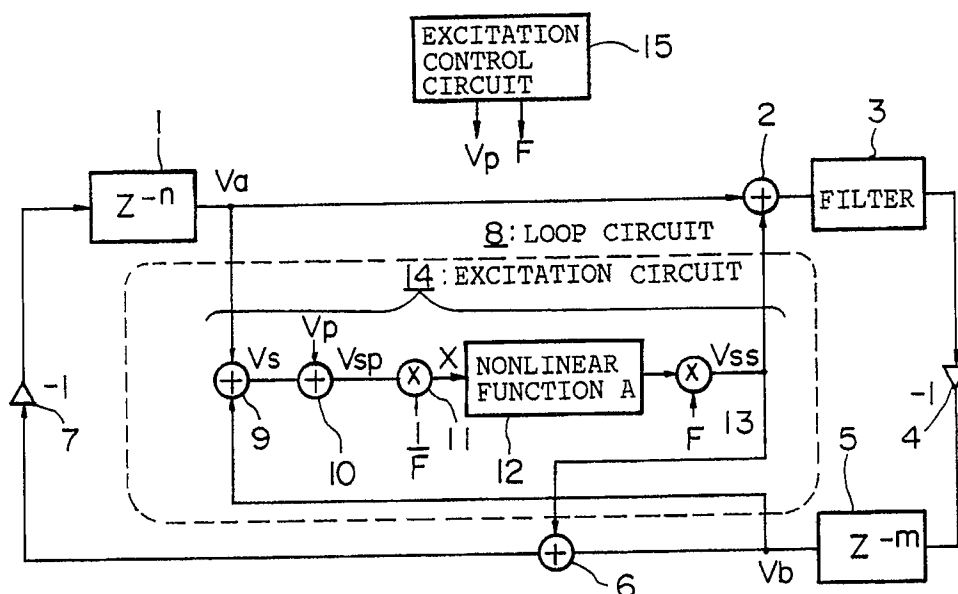 EXCITATION
CONTROL
CIRCUIT
15
Vp F
1
2
3
Z⁻ⁿ
Va
+
FILTER
8: LOOP CIRCUIT
14: EXCITATION CIRCUIT
Vp
Vs
Vsp
X
NONLINEAR
FUNCTION A
Vss
+
+
X
X
-1
7
9
10
1/F
11
12
F
13
-1
4
5
Z⁻ᵐ
+
6
Vb